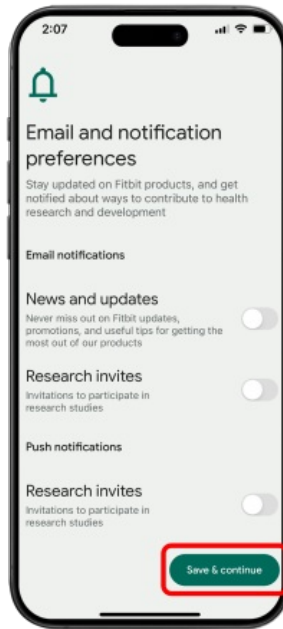 2:07
Email and notification
preferences
Stay updated on Fitbit products, and get
notified about ways to contribute to health
research and development
Email notifications
News and updates
Never miss out on Fitbit updates,
promotions, and useful tips for getting the
most out of our products
Research invites
Invitations to participate in
research studies
Push notifications
Research invites
Invitations to participate in
research studies
Save & continue